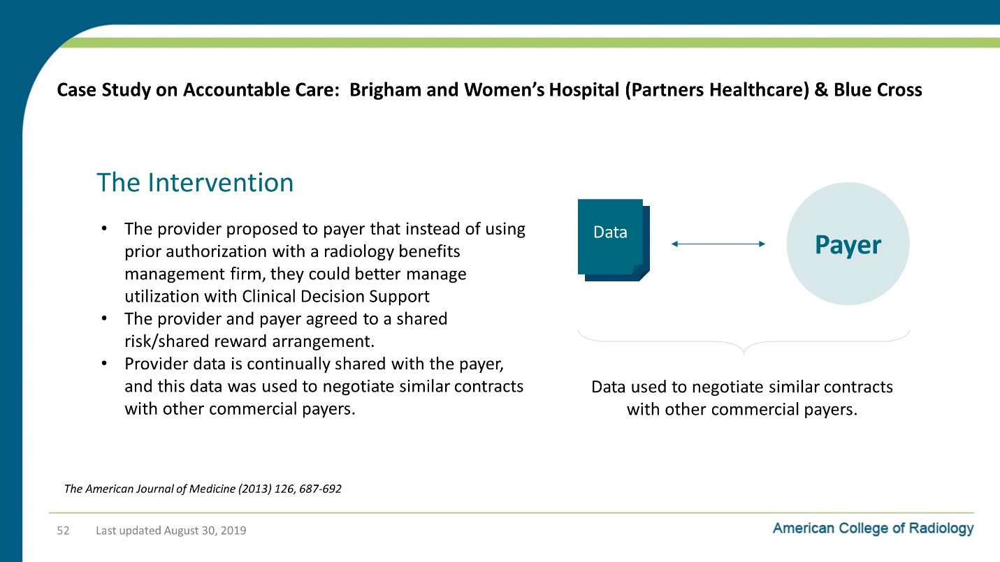 Case Study on Accountable Care:  Brigham and Women's Hospital (Partners Healthcare) & Blue Cross
The Intervention
• The provider proposed to payer that instead of using
prior authorization with a radiology benefits
management firm, they could better manage
utilization with Clinical Decision Support
• The provider and payer agreed to a shared
risk/shared reward arrangement.
• Provider data is continually shared with the payer,
and this data was used to negotiate similar contracts
with other commercial payers.
Data
Payer
Data used to negotiate similar contracts
with other commercial payers.
The American Journal of Medicine (2013) 126, 687-692
52 Last updated August 30, 2019
American College of Radiology